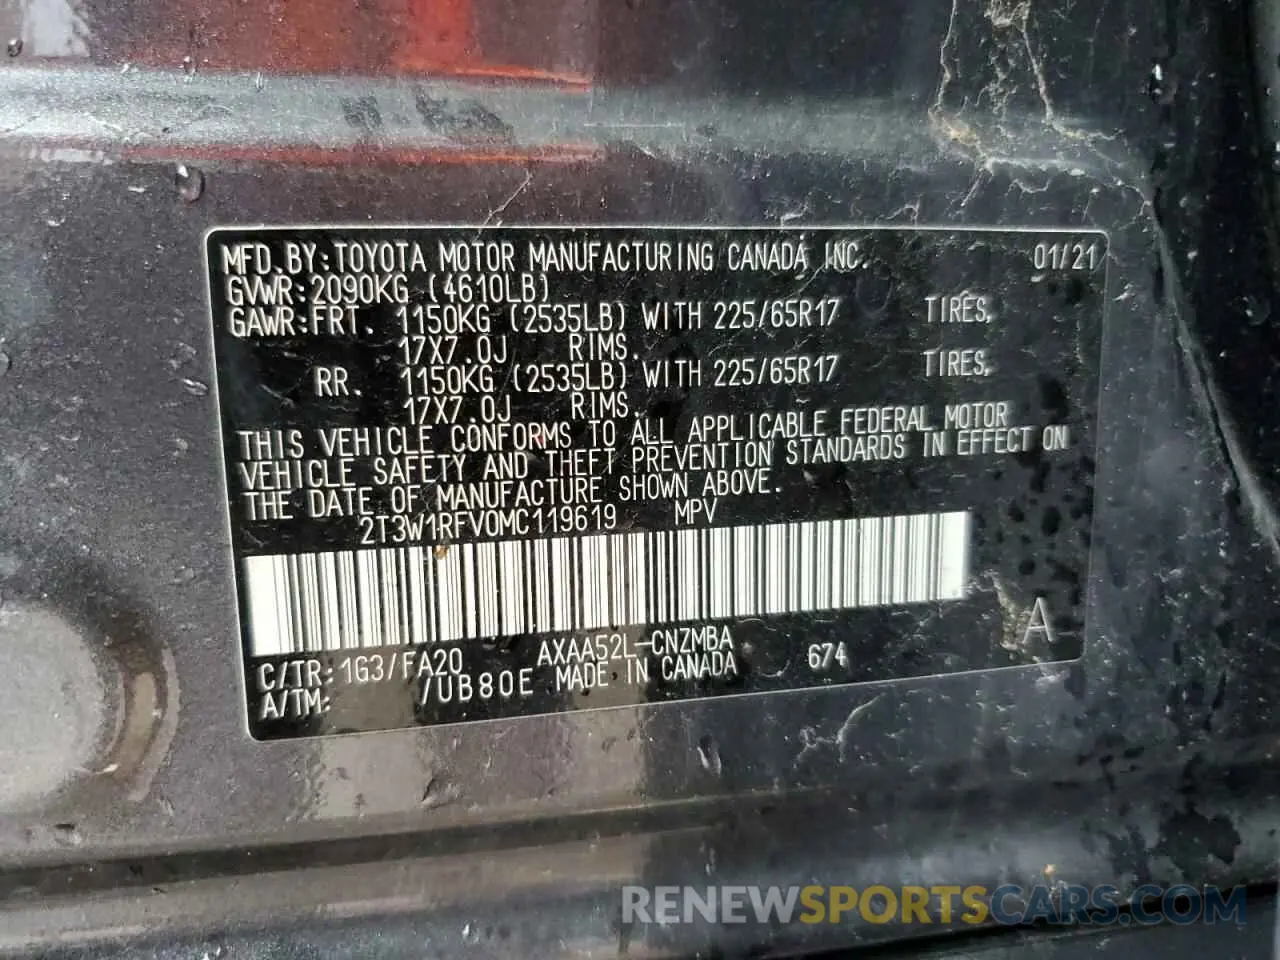 MFD.BY:TOYOTA MOTOR MANUFACTURING CANADA INC. 01/21
GVWR:2090KG (4610LB)
GAWR:FRT. 1150KG (2535LB) WITH 225/65R17 TIRES,
17X7.0J RIMS.
RR. 1150KG (2535LB) WITH 225/65R17 TIRES,
17X7.0J RIMS.
THIS VEHICLE CONFORMS TO ALL APPLICABLE FEDERAL MOTOR
VEHICLE SAFETY AND THEFT PREVENTION STANDARDS IN EFFECT ON
THE DATE OF MANUFACTURE SHOWN ABOVE.
2T3W1RFV0MC119619 MPV
C/TR:1G3/FA20 AXAA52L-CNZMBA 674 A
A/TM: /UB80E MADE IN CANADA
RENEWSPORTSCARS.COM